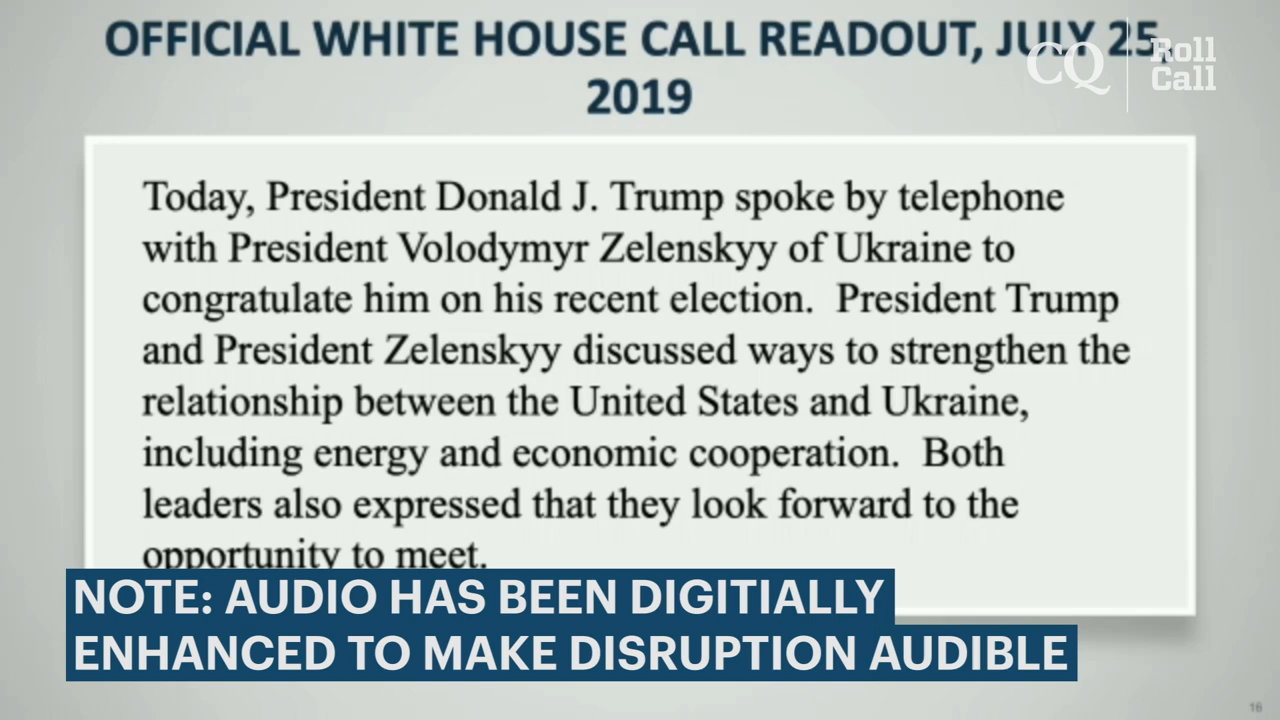 OFFICIAL WHITE HOUSE CALL READOUT, JULY 25,
2019
CQ Roll
Call
Today, President Donald J. Trump spoke by telephone
with President Volodymyr Zelenskyy of Ukraine to
congratulate him on his recent election.  President Trump
and President Zelenskyy discussed ways to strengthen the
relationship between the United States and Ukraine,
including energy and economic cooperation.  Both
leaders also expressed that they look forward to the
opportunity to meet.
NOTE: AUDIO HAS BEEN DIGITIALLY
ENHANCED TO MAKE DISRUPTION AUDIBLE
16